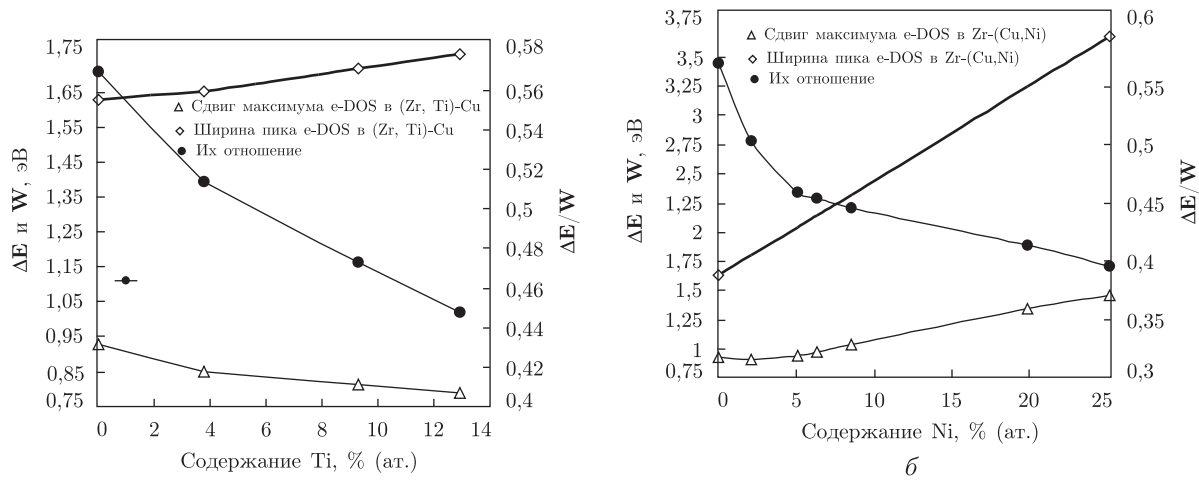 1,75
1,65
1,55
1,45
1,35
1,25
1,15
1,05
0,95
0,85
0,75
ΔE и W, эВ
Сдвиг максимума e-DOS в (Zr, Ti)-Cu
Ширина пика e-DOS в (Zr, Ti)-Cu
Их отношение
0,58
0,56
0,54
0,52
0,5
0,48
0,46
0,44
0,42
0,4
ΔE/W
0 2 4 6 8 10 12 14
Содержание Ti, % (ат.)
3,75
3,5
3,25
3
2,75
2,5
2,25
2
1,75
1,5
1,25
1
0,75
ΔE и W, эВ
Сдвиг максимума e-DOS в Zr-(Cu,Ni)
Ширина пика e-DOS в Zr-(Cu,Ni)
Их отношение
0,6
0,55
0,5
0,45
0,4
0,35
0,3
ΔE/W
0 5 10 15 20 25
Содержание Ni, % (ат.)
б